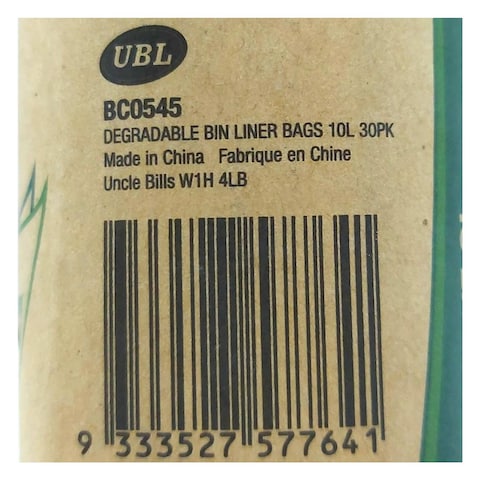 UBL
BC0545
DEGRADABLE BIN LINER BAGS 10L 30PK
Made in China Fabrique en Chine
Uncle Bills W1H 4LB
9 333527 577641